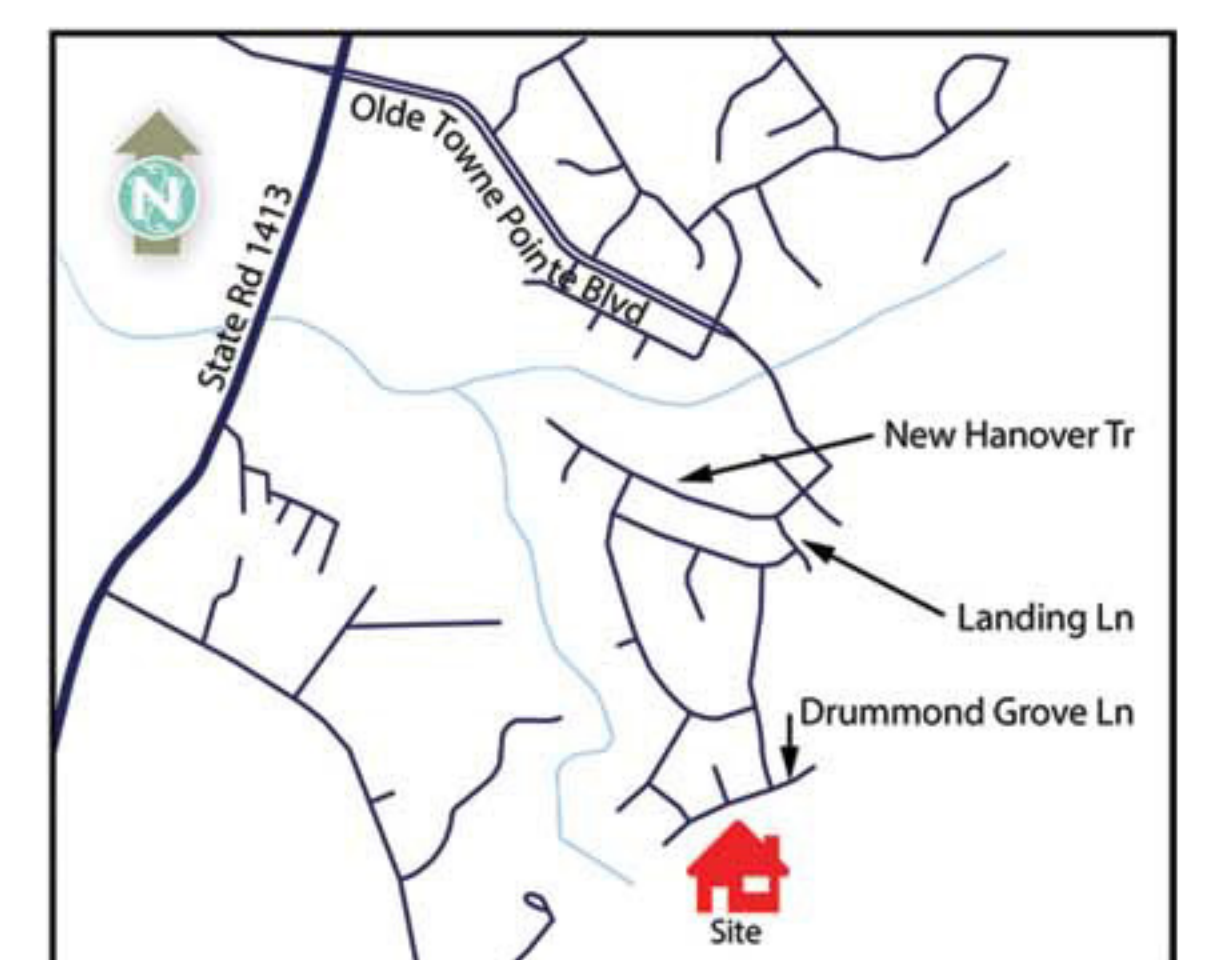 Olde Towne Pointe Blvd
N
State Rd 1413
New Hanover Tr
Landing Ln
Drummond Grove Ln
Site